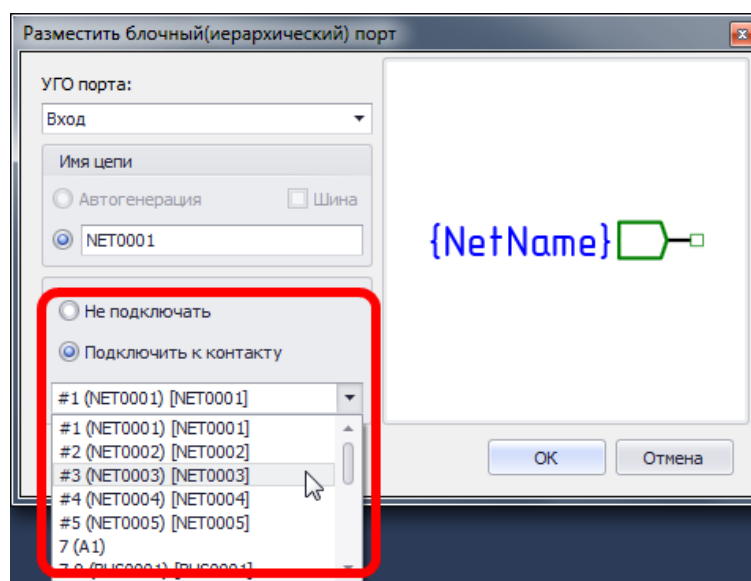 Разместить блочный(иерархический) порт
УГО порта:
Вход
Имя цепи
Автогенерация
Шина
NET0001
{NetName}
Не подключать
Подключить к контакту
#1 (NET0001) [NET0001]
#1 (NET0001) [NET0001]
#2 (NET0002) [NET0002]
#3 (NET0003) [NET0003]
#4 (NET0004) [NET0004]
#5 (NET0005) [NET0005]
7 (A1)
OK
Отмена